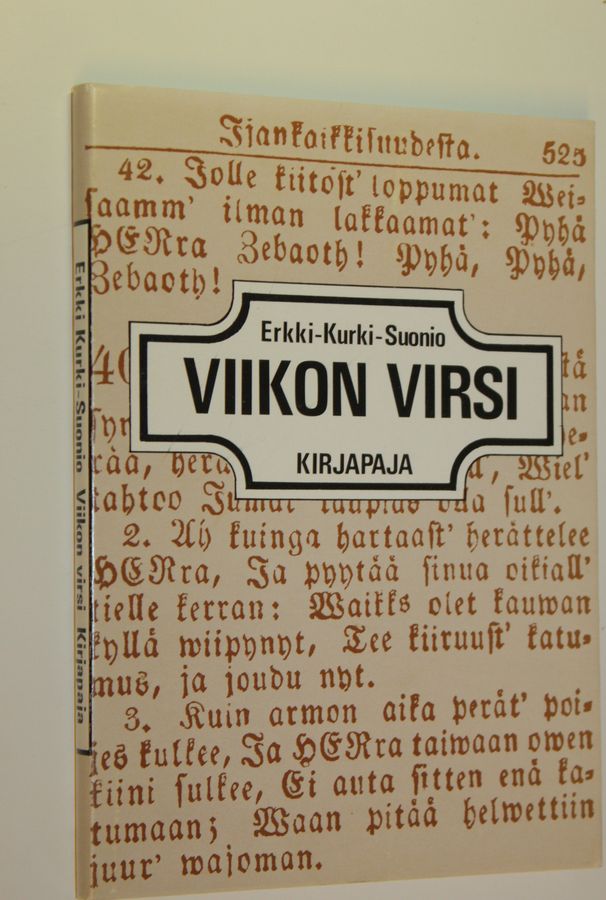 Ijankaikkisuudesta. 525
42. Jolle kiitost' loppumat Wei-
saamm' ilman lakkaamat': Pyhä
HERra Zebaoth! Pyhä, Pyhä,
Zebaoth!
Erkki-Kurki-Suonio
VIIKON VIRSI
KIRJAPAJA
kahtoo
sull'.
2. Ah kuinga hartaast' herättelee
HERra, Ja pyytää sinua oikiall'
tielle kerran: Waikks olet kauwan
kyllä wiipynyt, Tee kiiruust' katu-
mus, ja joudu nyt.
3. Kuin armon aika perät' poi-
jes kulkee, Ja HERra taiwaan owen
kiini sulkee, Ei auta sitten enä ka-
tumaan; Waan pitää helwettiin
juur' wajoman.
Erkki Kurki-Suonio Viikon virsi Kirjapaja